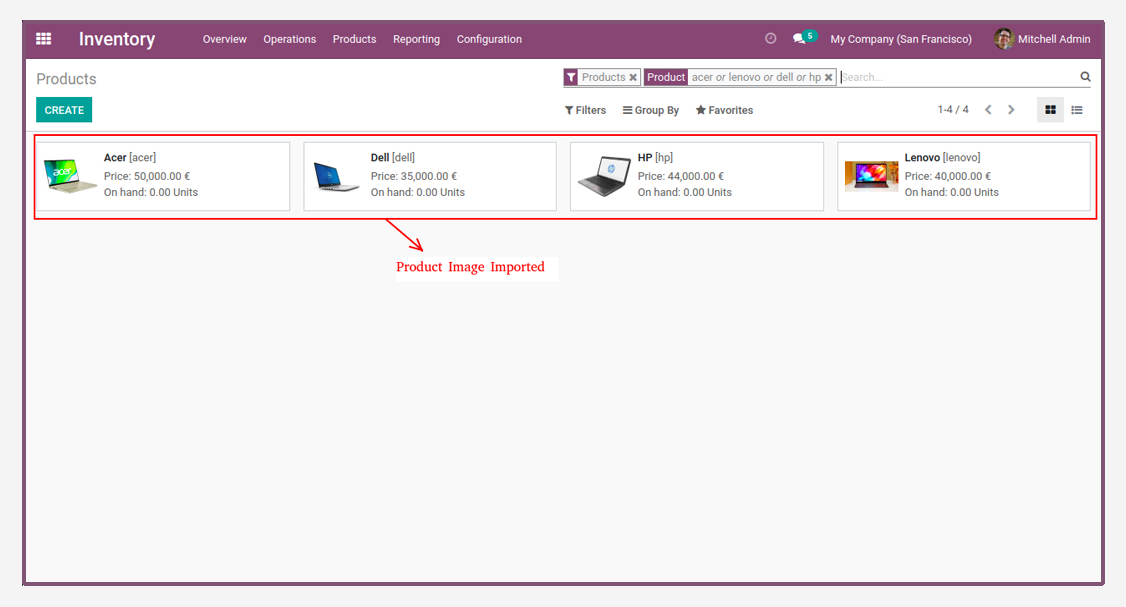 Inventory Overview Operations Products Reporting Configuration 5 My Company (San Francisco) Mitchell Admin
Products
Products Product acer or lenovo or dell or hp Search...
CREATE
Filters Group By Favorites 1-4 / 4
Acer [acer]
Price: 50,000.00 €
On hand: 0.00 Units
acer
Dell [dell]
Price: 35,000.00 €
On hand: 0.00 Units
HP [hp]
Price: 44,000.00 €
On hand: 0.00 Units
hp
Lenovo [lenovo]
Price: 40,000.00 €
On hand: 0.00 Units
Product Image Imported